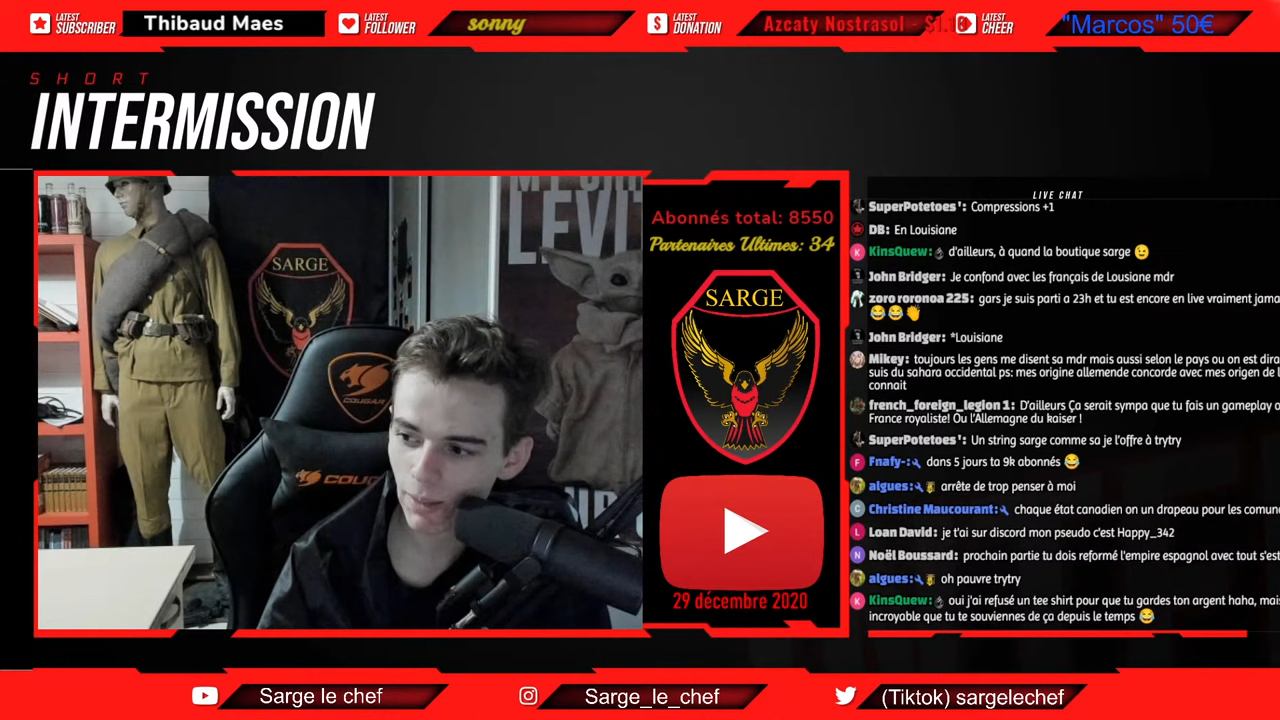 LATEST SUBSCRIBER
Thibaud Maes
LATEST FOLLOWER
sonny
LATEST DONATION
Azcaty Nostrasol - $1.
LATEST CHEER
"Marcos" 50€
SHORT
INTERMISSION
SARGE
COUGAR
LEVIT
Abonnés total: 8550
Partenaires Ultimes: 34
SARGE
29 décembre 2020
LIVE CHAT
SuperPotetoes': Compressions +1
DB: En Louisiane
KinsQuew: d'ailleurs, à quand la boutique sarge 😉
John Bridger: Je confond avec les français de Lousiane mdr
zoro roronoa 225: gars je suis parti a 23h et tu est encore en live vraiment jama
😂😂👏
John Bridger: *Louisiane
Mikey: toujours les gens me disent sa mdr mais aussi selon le pays ou on est dira
suis du sahara occidental ps: mes origine allemende concorde avec mes origen de l
connait
french_foreign_legion 1: D'ailleurs Ça serait sympa que tu fais un gameplay o
France royaliste! Ou l'Allemagne du kaiser !
SuperPotetoes': Un string sarge comme sa je l'offre à trytry
Fnafy-: dans 5 jours ta 9k abonnés 😂
algues: arrête de trop penser à moi
Christine Maucourant: chaque état canadien on un drapeau pour les comune
Loan David: je t'ai sur discord mon pseudo c'est Happy_342
Noël Boussard: prochain partie tu dois reformé l'empire espagnol avec tout s'est
algues: oh pauvre trytry
KinsQuew: oui j'ai refusé un tee shirt pour que tu gardes ton argent haha, mais
incroyable que tu te souviennes de ça depuis le temps 😂
Sarge le chef
Sarge_le_chef
(Tiktok) sargelechef